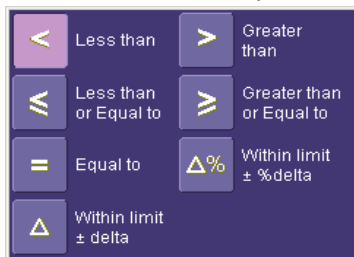 < Less than
> Greater
than
≤ Less than
or Equal to
≥ Greater than
or Equal to
= Equal to
Δ% Within limit
± %delta
Δ Within limit
± delta